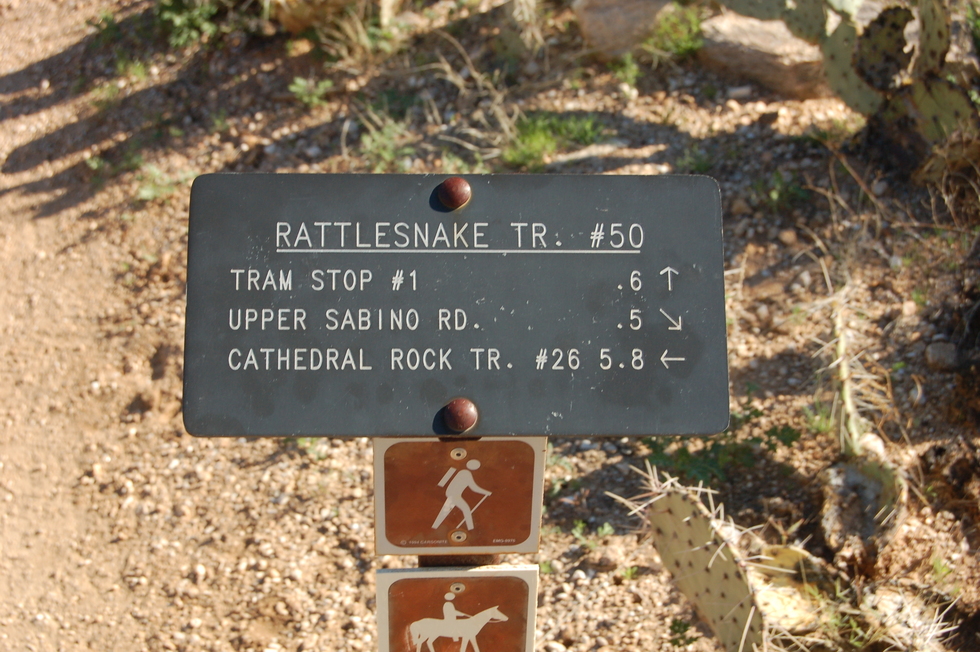 RATTLESNAKE TR. #50
TRAM STOP #1 .6 ↑
UPPER SABINO RD. .5 ↘
CATHEDRAL ROCK TR. #26 5.8 ←